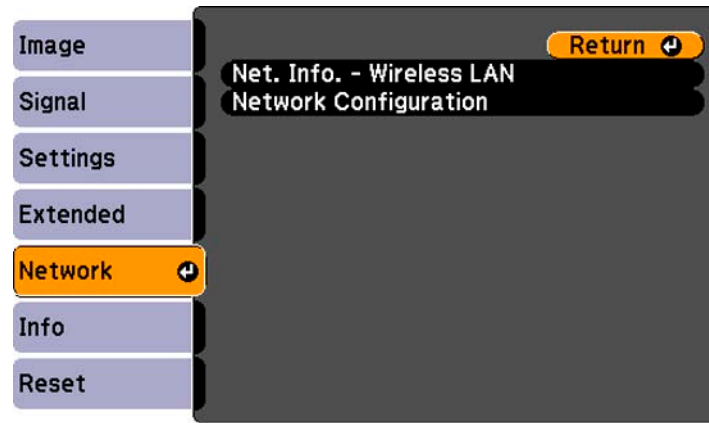 Image
Signal
Settings
Extended
Network
Info
Reset
Return
Net. Info. - Wireless LAN
Network Configuration